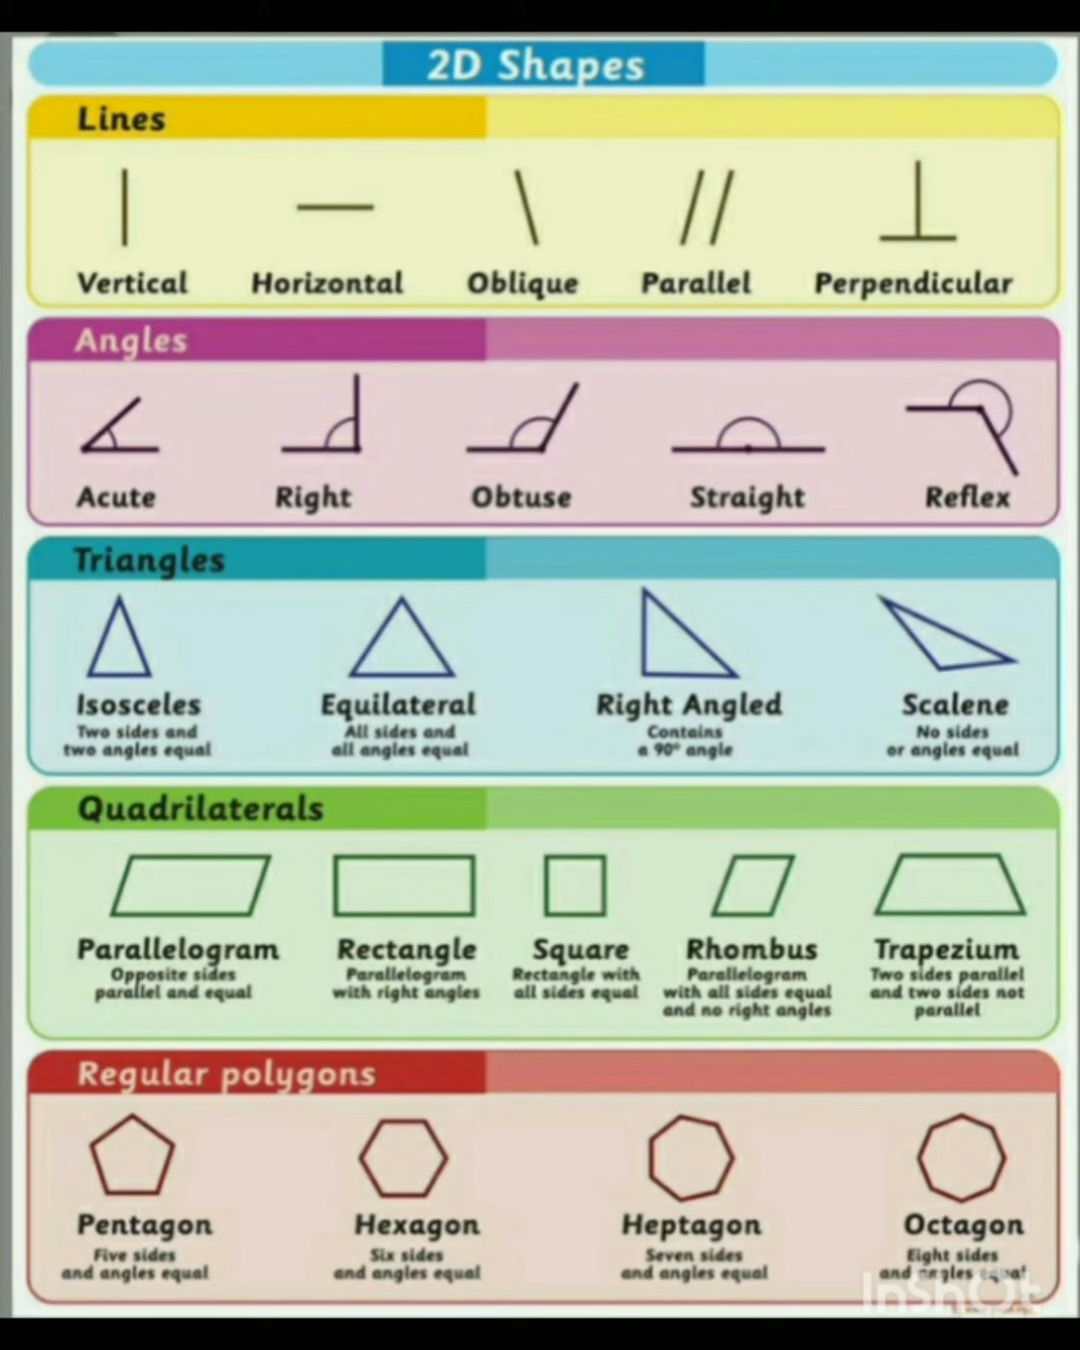 2D Shapes
Lines
Vertical
Horizontal
Oblique
Parallel
Perpendicular
Angles
Acute
Right
Obtuse
Straight
Reflex
Triangles
Isosceles
Two sides and
two angles equal
Equilateral
All sides and
all angles equal
Right Angled
Contains
a 90° angle
Scalene
No sides
or angles equal
Quadrilaterals
Parallelogram
Opposite sides
parallel and equal
Rectangle
Parallelogram
with right angles
Square
Rectangle with
all sides equal
Rhombus
Parallelogram
with all sides equal
and no right angles
Trapezium
Two sides parallel
and two sides not
parallel
Regular polygons
Pentagon
Five sides
and angles equal
Hexagon
Six sides
and angles equal
Heptagon
Seven sides
and angles equal
Octagon
Eight sides
and angles equal
InShOt